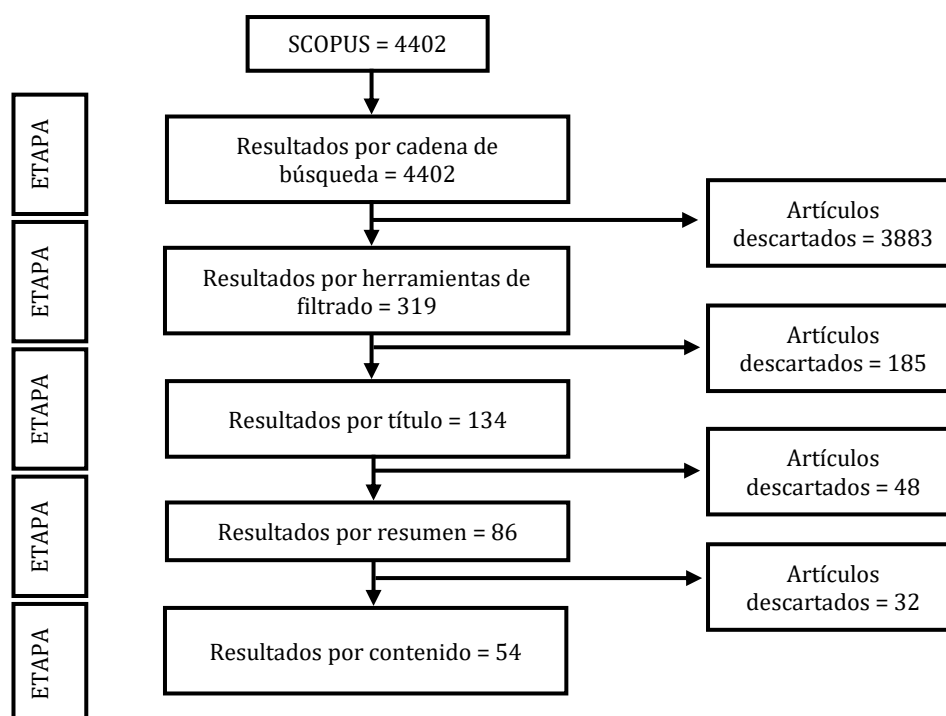 SCOPUS = 4402
ETAPA
Resultados por cadena de
búsqueda = 4402
Artículos
descartados = 3883
ETAPA
Resultados por herramientas de
filtrado = 319
Artículos
descartados = 185
ETAPA
Resultados por título = 134
Artículos
descartados = 48
ETAPA
Resultados por resumen = 86
Artículos
descartados = 32
ETAPA
Resultados por contenido = 54